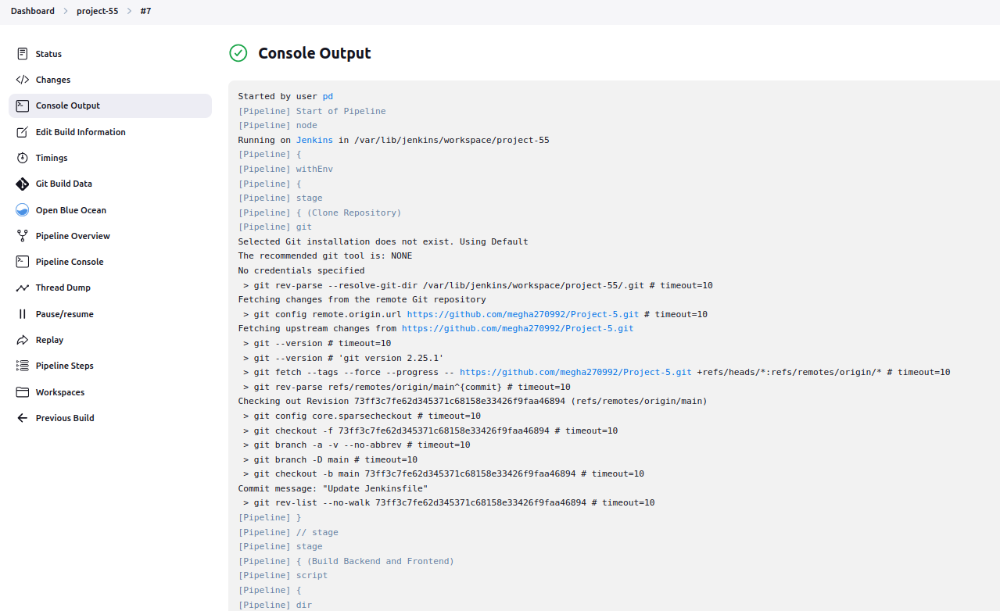 Dashboard > project-55 > #7
Status
Changes
Console Output
Edit Build Information
Timings
Git Build Data
Open Blue Ocean
Pipeline Overview
Pipeline Console
Thread Dump
Pause/resume
Replay
Pipeline Steps
Workspaces
Previous Build
Console Output
Started by user pd
[Pipeline] Start of Pipeline
[Pipeline] node
Running on Jenkins in /var/lib/jenkins/workspace/project-55
[Pipeline] {
[Pipeline] withEnv
[Pipeline] {
[Pipeline] stage
[Pipeline] { (Clone Repository)
[Pipeline] git
Selected Git installation does not exist. Using Default
The recommended git tool is: NONE
No credentials specified
 > git rev-parse --resolve-git-dir /var/lib/jenkins/workspace/project-55/.git # timeout=10
Fetching changes from the remote Git repository
 > git config remote.origin.url https://github.com/megha270992/Project-5.git # timeout=10
Fetching upstream changes from https://github.com/megha270992/Project-5.git
 > git --version # timeout=10
 > git --version # 'git version 2.25.1'
 > git fetch --tags --force --progress -- https://github.com/megha270992/Project-5.git +refs/heads/*:refs/remotes/origin/* # timeout=10
 > git rev-parse refs/remotes/origin/main^{commit} # timeout=10
Checking out Revision 73ff3c7fe62d345371c68158e33426f9faa46894 (refs/remotes/origin/main)
 > git config core.sparsecheckout # timeout=10
 > git checkout -f 73ff3c7fe62d345371c68158e33426f9faa46894 # timeout=10
 > git branch -a -v --no-abbrev # timeout=10
 > git branch -D main # timeout=10
 > git checkout -b main 73ff3c7fe62d345371c68158e33426f9faa46894 # timeout=10
Commit message: "Update Jenkinsfile"
 > git rev-list --no-walk 73ff3c7fe62d345371c68158e33426f9faa46894 # timeout=10
[Pipeline] }
[Pipeline] // stage
[Pipeline] stage
[Pipeline] { (Build Backend and Frontend)
[Pipeline] script
[Pipeline] {
[Pipeline] dir